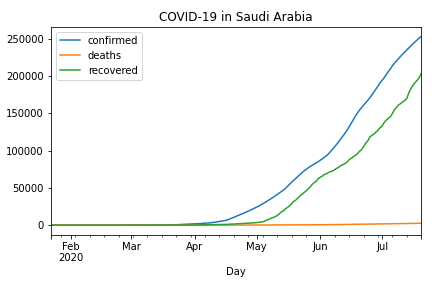 COVID-19 in Saudi Arabia
confirmed
deaths
recovered
250000
200000
150000
100000
50000
0
Feb Mar Apr May Jun Jul
2020
Day